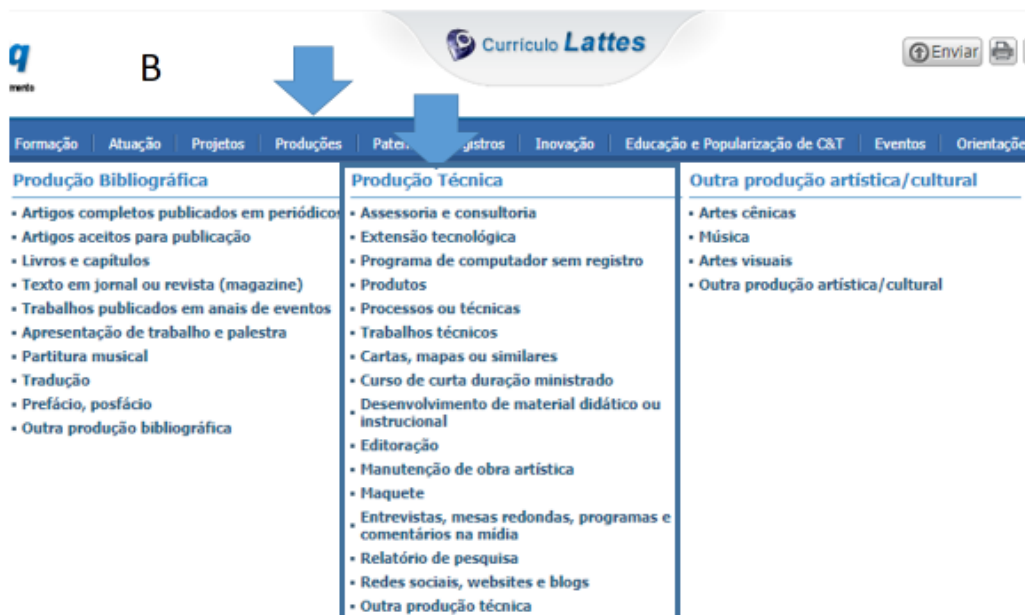 q
B
Currículo Lattes
Enviar
Formação
Atuação
Projetos
Produções
Inovação
Educação e Popularização de C&T
Eventos
Produção Bibliográfica
• Artigos completos publicados em periódicos
• Artigos aceitos para publicação
• Livros e capítulos
• Texto em jornal ou revista (magazine)
• Trabalhos publicados em anais de eventos
• Apresentação de trabalho e palestra
• Partitura musical
• Tradução
• Prefácio, posfácio
• Outra produção bibliográfica
Produção Técnica
• Assessoria e consultoria
• Extensão tecnológica
• Programa de computador sem registro
• Produtos
• Processos ou técnicas
• Trabalhos técnicos
• Cartas, mapas ou similares
• Curso de curta duração ministrado
• Desenvolvimento de material didático ou
instrucional
• Editoração
• Manutenção de obra artística
• Maquete
• Entrevistas, mesas redondas, programas e
comentários na mídia
• Relatório de pesquisa
• Redes sociais, websites e blogs
• Outra produção técnica
Outra produção artística/cultural
• Artes cênicas
• Música
• Artes visuais
• Outra produção artística/cultural